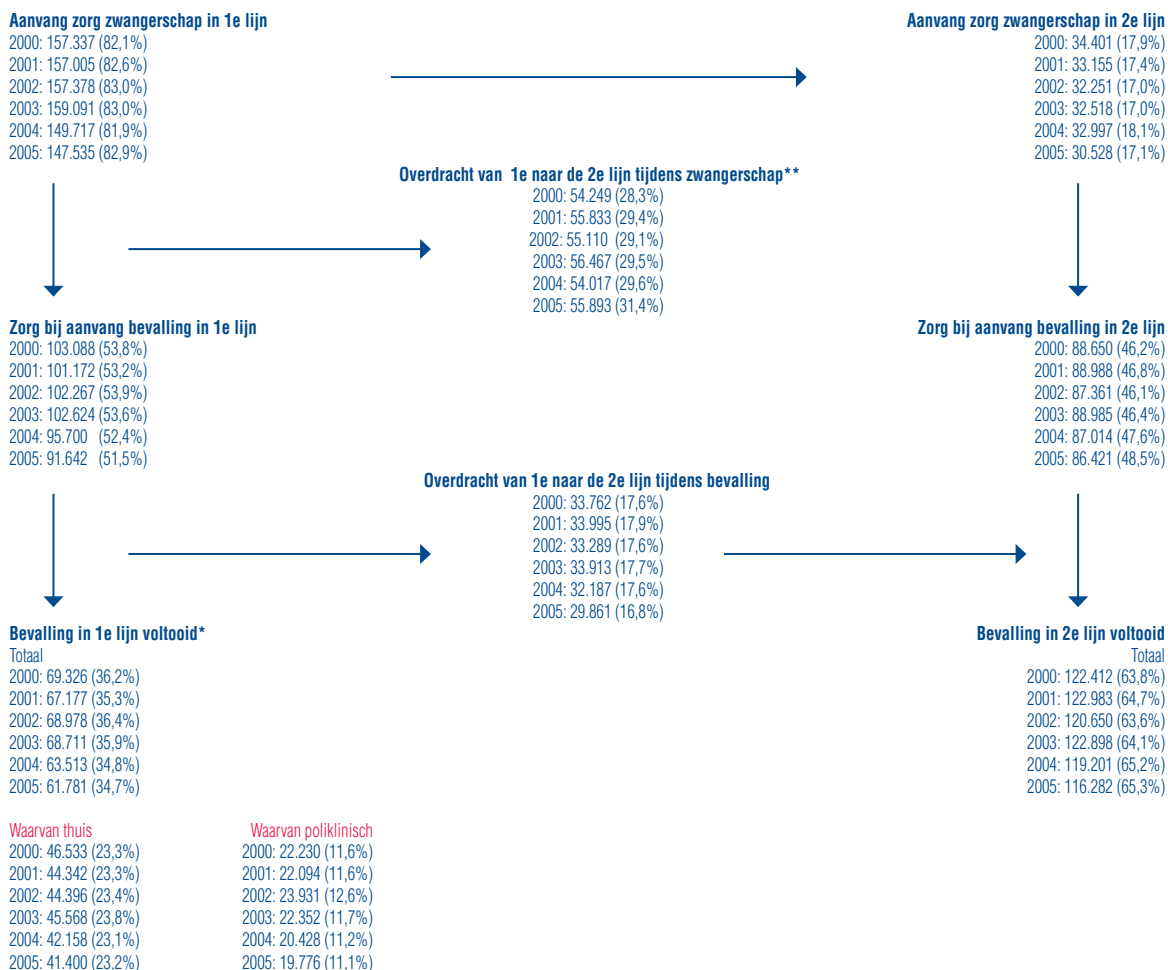 Aanvang zorg zwangerschap in 1e lijn
2000: 157.337 (82,1%)
2001: 157.005 (82,6%)
2002: 157.378 (83,0%)
2003: 159.091 (83,0%)
2004: 149.717 (81,9%)
2005: 147.535 (82,9%)
Aanvang zorg zwangerschap in 2e lijn
2000: 34.401 (17,9%)
2001: 33.155 (17,4%)
2002: 32.251 (17,0%)
2003: 32.518 (17,0%)
2004: 32.997 (18,1%)
2005: 30.528 (17,1%)
Overdracht van 1e naar de 2e lijn tijdens zwangerschap**
2000: 54.249 (28,3%)
2001: 55.833 (29,4%)
2002: 55.110 (29,1%)
2003: 56.467 (29,5%)
2004: 54.017 (29,6%)
2005: 55.893 (31,4%)
Zorg bij aanvang bevalling in 1e lijn
2000: 103.088 (53,8%)
2001: 101.172 (53,2%)
2002: 102.267 (53,9%)
2003: 102.624 (53,6%)
2004: 95.700 (52,4%)
2005: 91.642 (51,5%)
Zorg bij aanvang bevalling in 2e lijn
2000: 88.650 (46,2%)
2001: 88.988 (46,8%)
2002: 87.361 (46,1%)
2003: 88.985 (46,4%)
2004: 87.014 (47,6%)
2005: 86.421 (48,5%)
Overdracht van 1e naar de 2e lijn tijdens bevalling
2000: 33.762 (17,6%)
2001: 33.995 (17,9%)
2002: 33.289 (17,6%)
2003: 33.913 (17,7%)
2004: 32.187 (17,6%)
2005: 29.861 (16,8%)
Bevalling in 1e lijn voltooid*
Totaal
2000: 69.326 (36,2%)
2001: 67.177 (35,3%)
2002: 68.978 (36,4%)
2003: 68.711 (35,9%)
2004: 63.513 (34,8%)
2005: 61.781 (34,7%)
Bevalling in 2e lijn voltooid
Totaal
2000: 122.412 (63,8%)
2001: 122.983 (64,7%)
2002: 120.650 (63,6%)
2003: 122.898 (64,1%)
2004: 119.201 (65,2%)
2005: 116.282 (65,3%)
Waarvan thuis
2000: 46.533 (23,3%)
2001: 44.342 (23,3%)
2002: 44.396 (23,4%)
2003: 45.568 (23,8%)
2004: 42.158 (23,1%)
2005: 41.400 (23,2%)
Waarvan poliklinisch
2000: 22.230 (11,6%)
2001: 22.094 (11,6%)
2002: 23.931 (12,6%)
2003: 22.352 (11,7%)
2004: 20.428 (11,2%)
2005: 19.776 (11,1%)